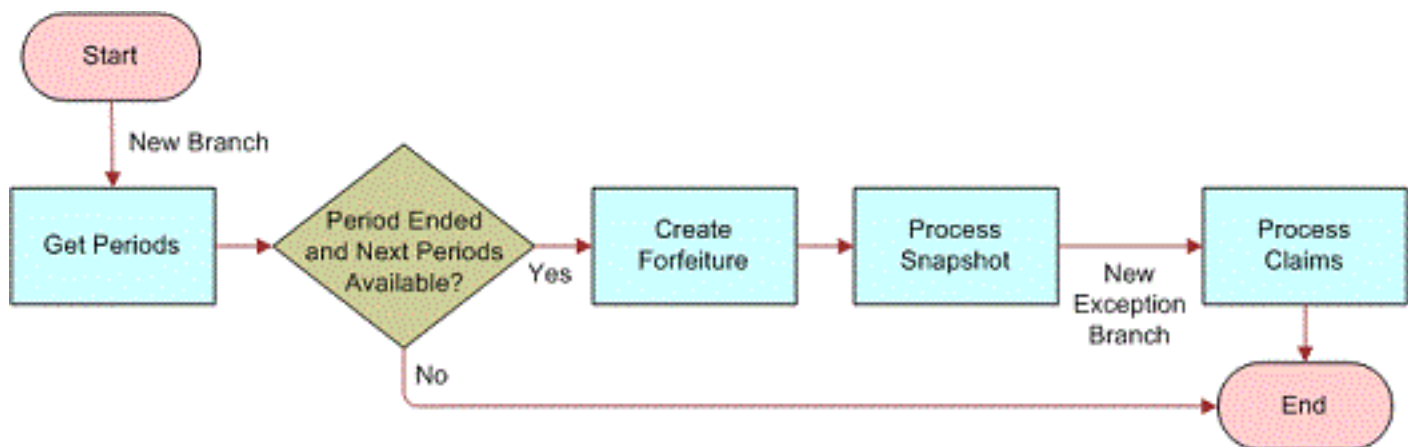 Start
New Branch
Get Periods
Period Ended
and Next Periods
Available?
Yes
No
Create
Forfeiture
Process
Snapshot
New
Exception
Branch
Process
Claims
End